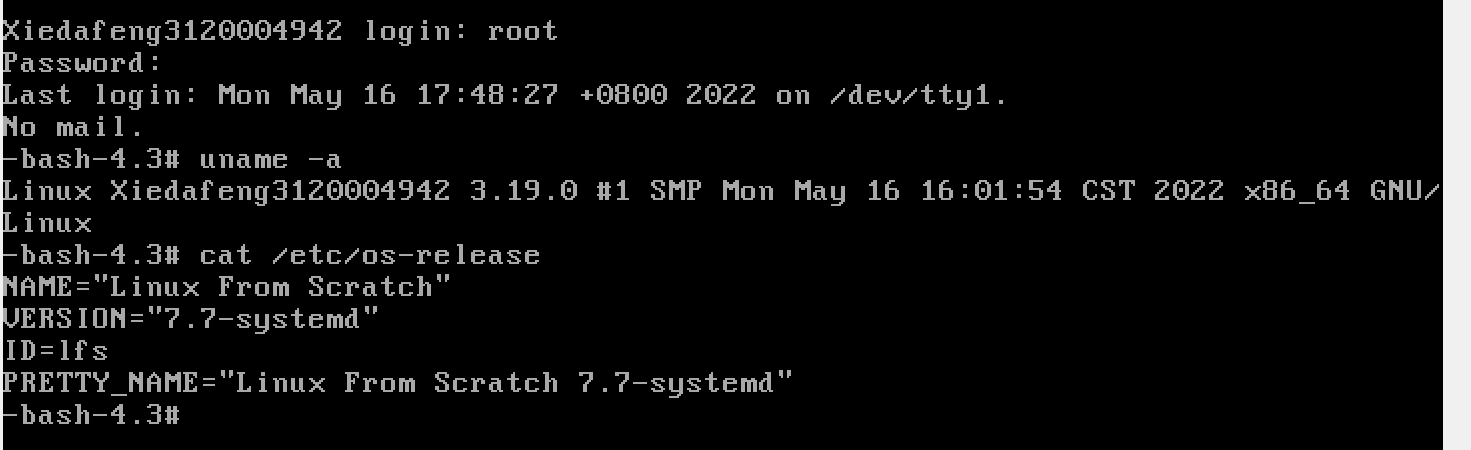 Xiedafeng3120004942 login: root
Password:
Last login: Mon May 16 17:48:27 +0800 2022 on /dev/tty1.
No mail.
-bash-4.3# uname -a
Linux Xiedafeng3120004942 3.19.0 #1 SMP Mon May 16 16:01:54 CST 2022 x86_64 GNU/
Linux
-bash-4.3# cat /etc/os-release
NAME="Linux From Scratch"
VERSION="7.7-systemd"
ID=lfs
PRETTY_NAME="Linux From Scratch 7.7-systemd"
-bash-4.3#